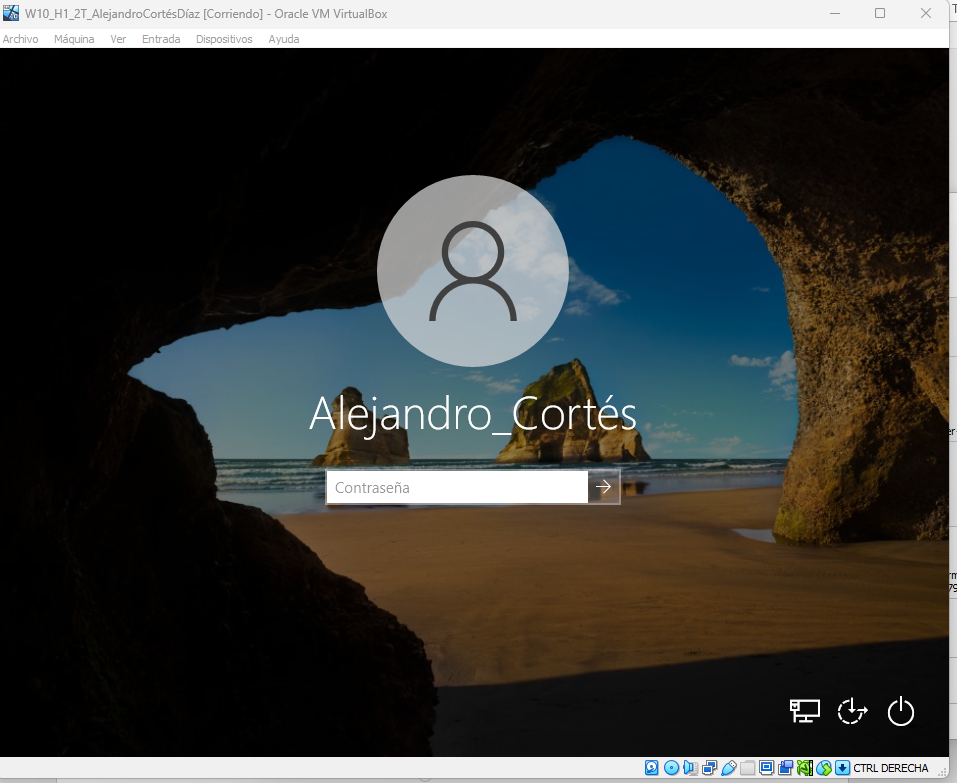 W10_H1_2T_AlejandroCortésDíaz [Corriendo] - Oracle VM VirtualBox
Archivo Máquina Ver Entrada Dispositivos Ayuda
Alejandro_Cortés
Contraseña
CTRL DERECHA